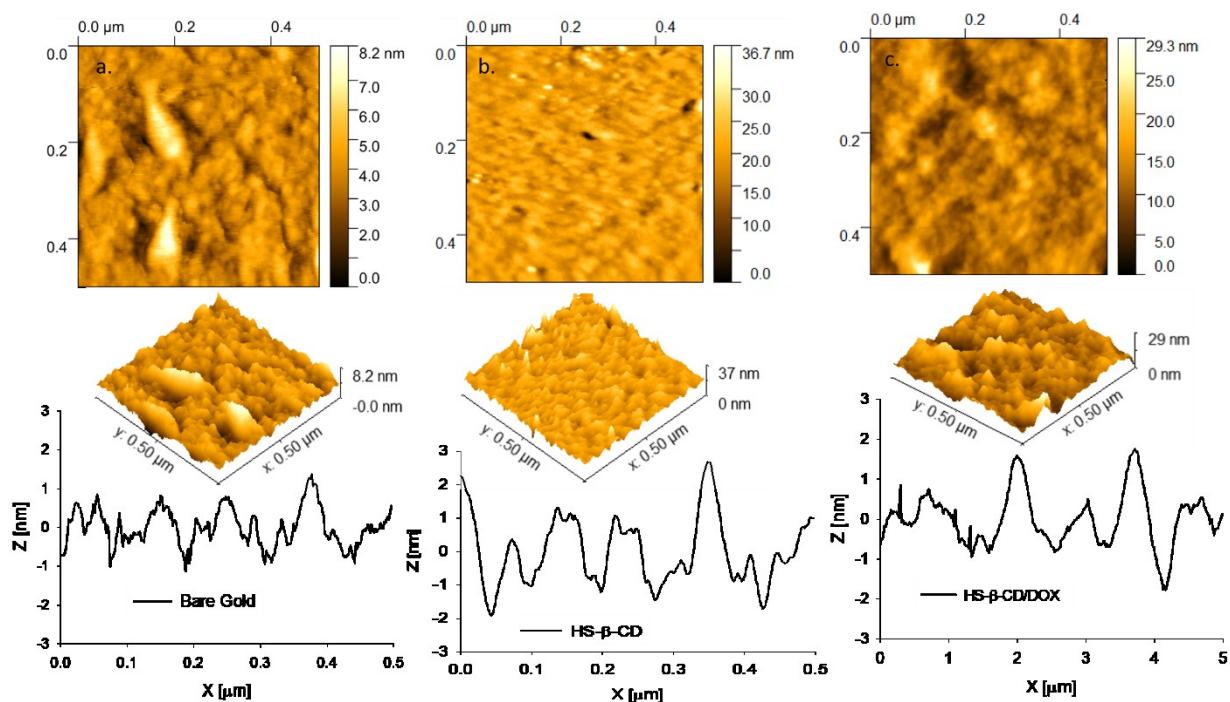 0.0 µm 0.2 0.4
a.
0.0
0.2
0.4
8.2 nm
7.0
6.0
5.0
4.0
3.0
2.0
1.0
0.0
0.0 µm 0.2 0.4
b.
0.0
0.2
0.4
36.7 nm
30.0
25.0
20.0
15.0
10.0
5.0
0.0
0.0 µm 0.2 0.4
c.
0.0
0.2
0.4
29.3 nm
25.0
20.0
15.0
10.0
5.0
0.0
8.2 nm
-0.0 nm
y: 0.50 µm
x: 0.50 µm
37 nm
0 nm
y: 0.50 µm
x: 0.50 µm
29 nm
0 nm
y: 0.50 µm
x: 0.50 µm
3
2
1
0
-1
-2
-3
Z [nm]
Bare Gold
0.0 0.1 0.2 0.3 0.4 0.5
X [µm]
3
2
1
0
-1
-2
-3
Z [nm]
HS-β-CD
0.0 0.1 0.2 0.3 0.4 0.5
X [µm]
3
2
1
0
-1
-2
-3
Z [nm]
HS-β-CD/DOX
0 1 2 3 4 5
X [µm]